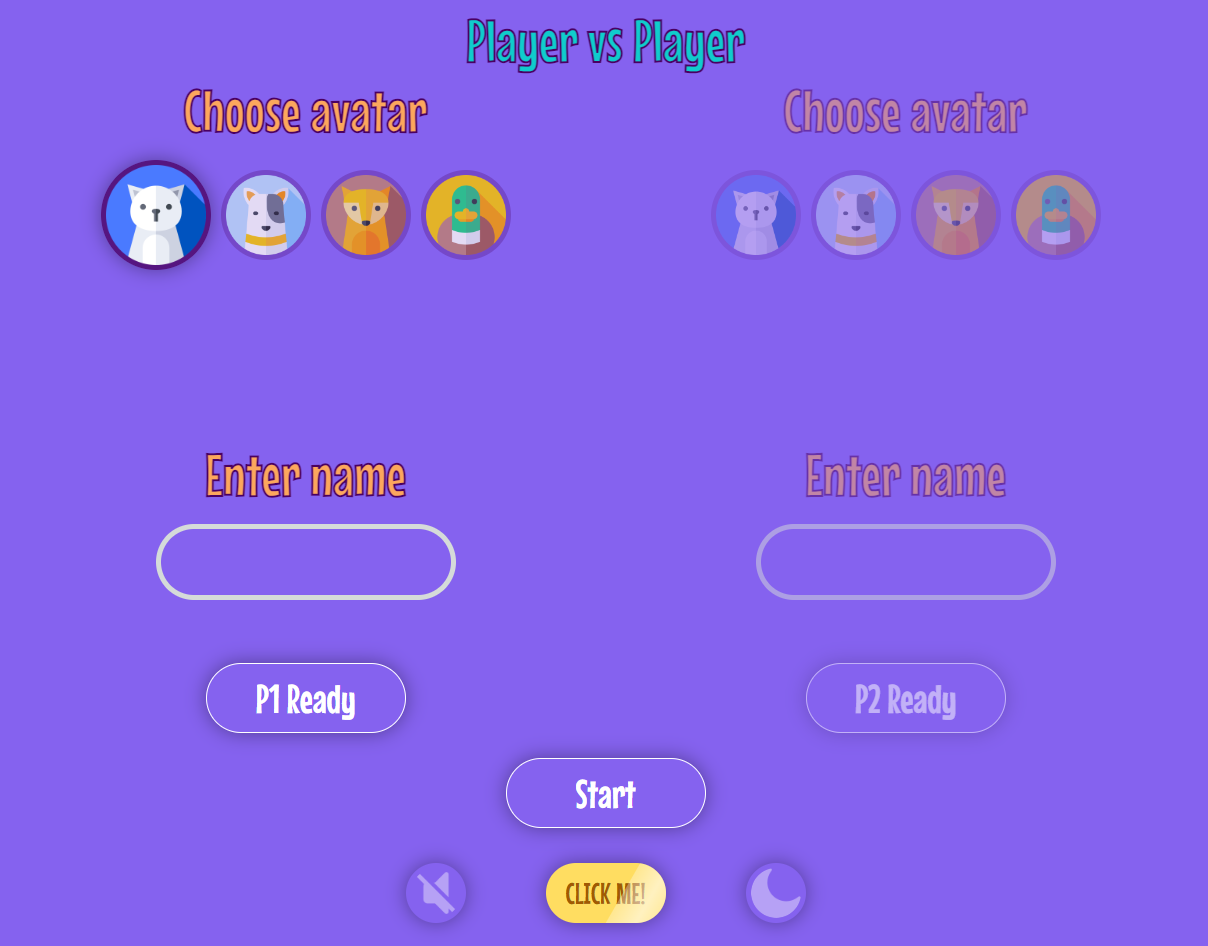 Player vs Player
Choose avatar
Choose avatar
Enter name
Enter name
P1 Ready
P2 Ready
Start
CLICK ME!